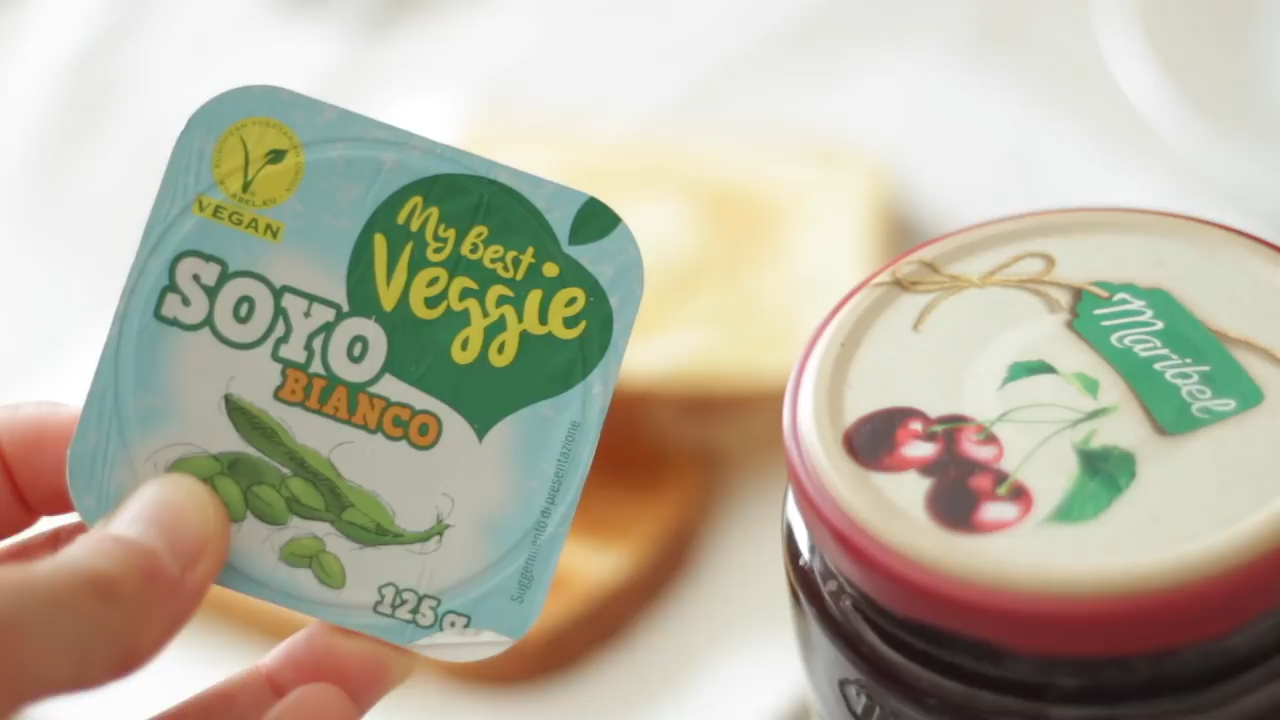 VEGAN
My Best
Veggie
SOYO
BIANCO
125 g
Suggerimento di presentazione
Maribel